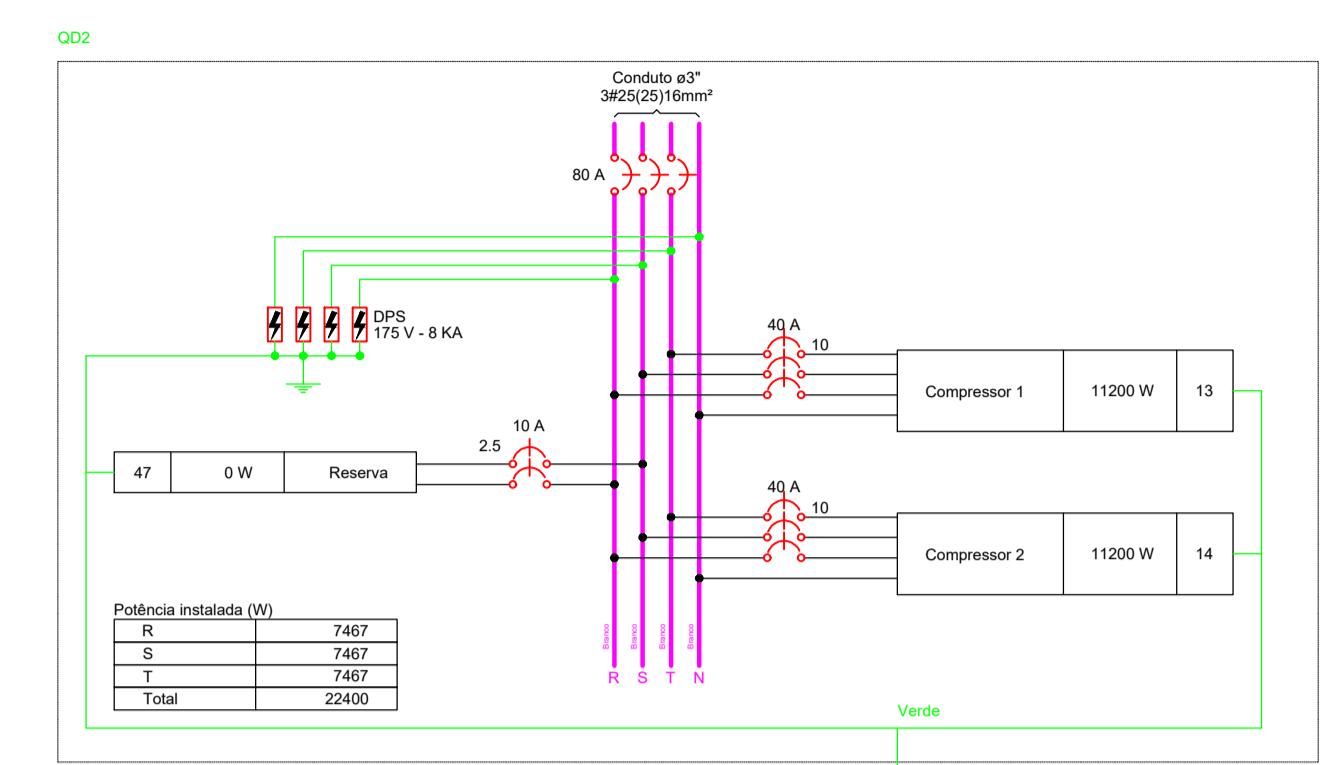 QD2
Conduto ø3"
3#25(25)16mm²
80 A
DPS
175 V - 8 KA
40 A
10
Compressor 1 11200 W 13
10 A
2.5
47 0 W Reserva
40 A
10
Compressor 2 11200 W 14
Potência instalada (W)
R 7467
S 7467
T 7467
Total 22400
Branco Branco Branco Branco
R S T N
Verde